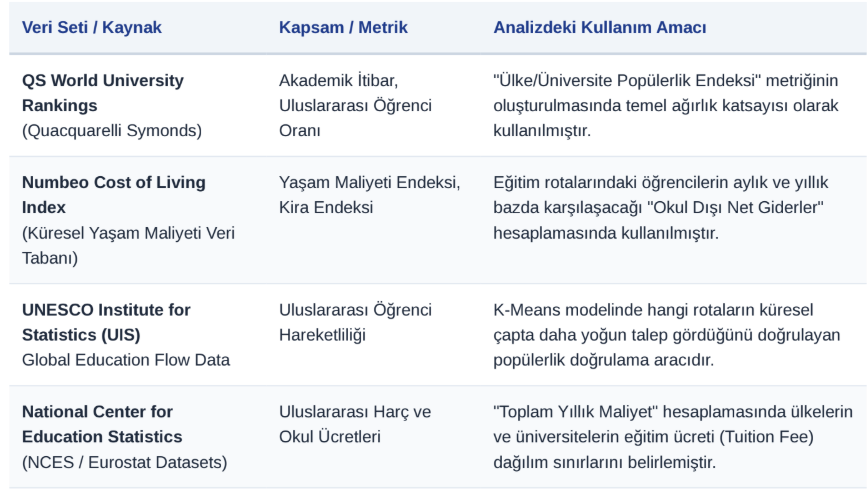 Veri Seti / Kaynak Kapsam / Metrik Analizdeki Kullanım Amacı
QS World University
Rankings
(Quacquarelli Symonds)
Akademik İtibar,
Uluslararası Öğrenci
Oranı
"Ülke/Üniversite Popülerlik Endeksi" metriğinin
oluşturulmasında temel ağırlık katsayısı olarak
kullanılmıştır.
Numbeo Cost of Living
Index
(Küresel Yaşam Maliyeti Veri
Tabanı)
Yaşam Maliyeti Endeksi,
Kira Endeksi
Eğitim rotalarındaki öğrencilerin aylık ve yıllık
bazda karşılaşacağı "Okul Dışı Net Giderler"
hesaplamasında kullanılmıştır.
UNESCO Institute for
Statistics (UIS)
Global Education Flow Data
Uluslararası Öğrenci
Hareketliliği
K-Means modelinde hangi rotaların küresel
çapta daha yoğun talep gördüğünü doğrulayan
popülerlik doğrulama aracıdır.
National Center for
Education Statistics
(NCES / Eurostat Datasets)
Uluslararası Harç ve
Okul Ücretleri
"Toplam Yıllık Maliyet" hesaplamasında ülkelerin
ve üniversitelerin eğitim ücreti (Tuition Fee)
dağılım sınırlarını belirlemiştir.